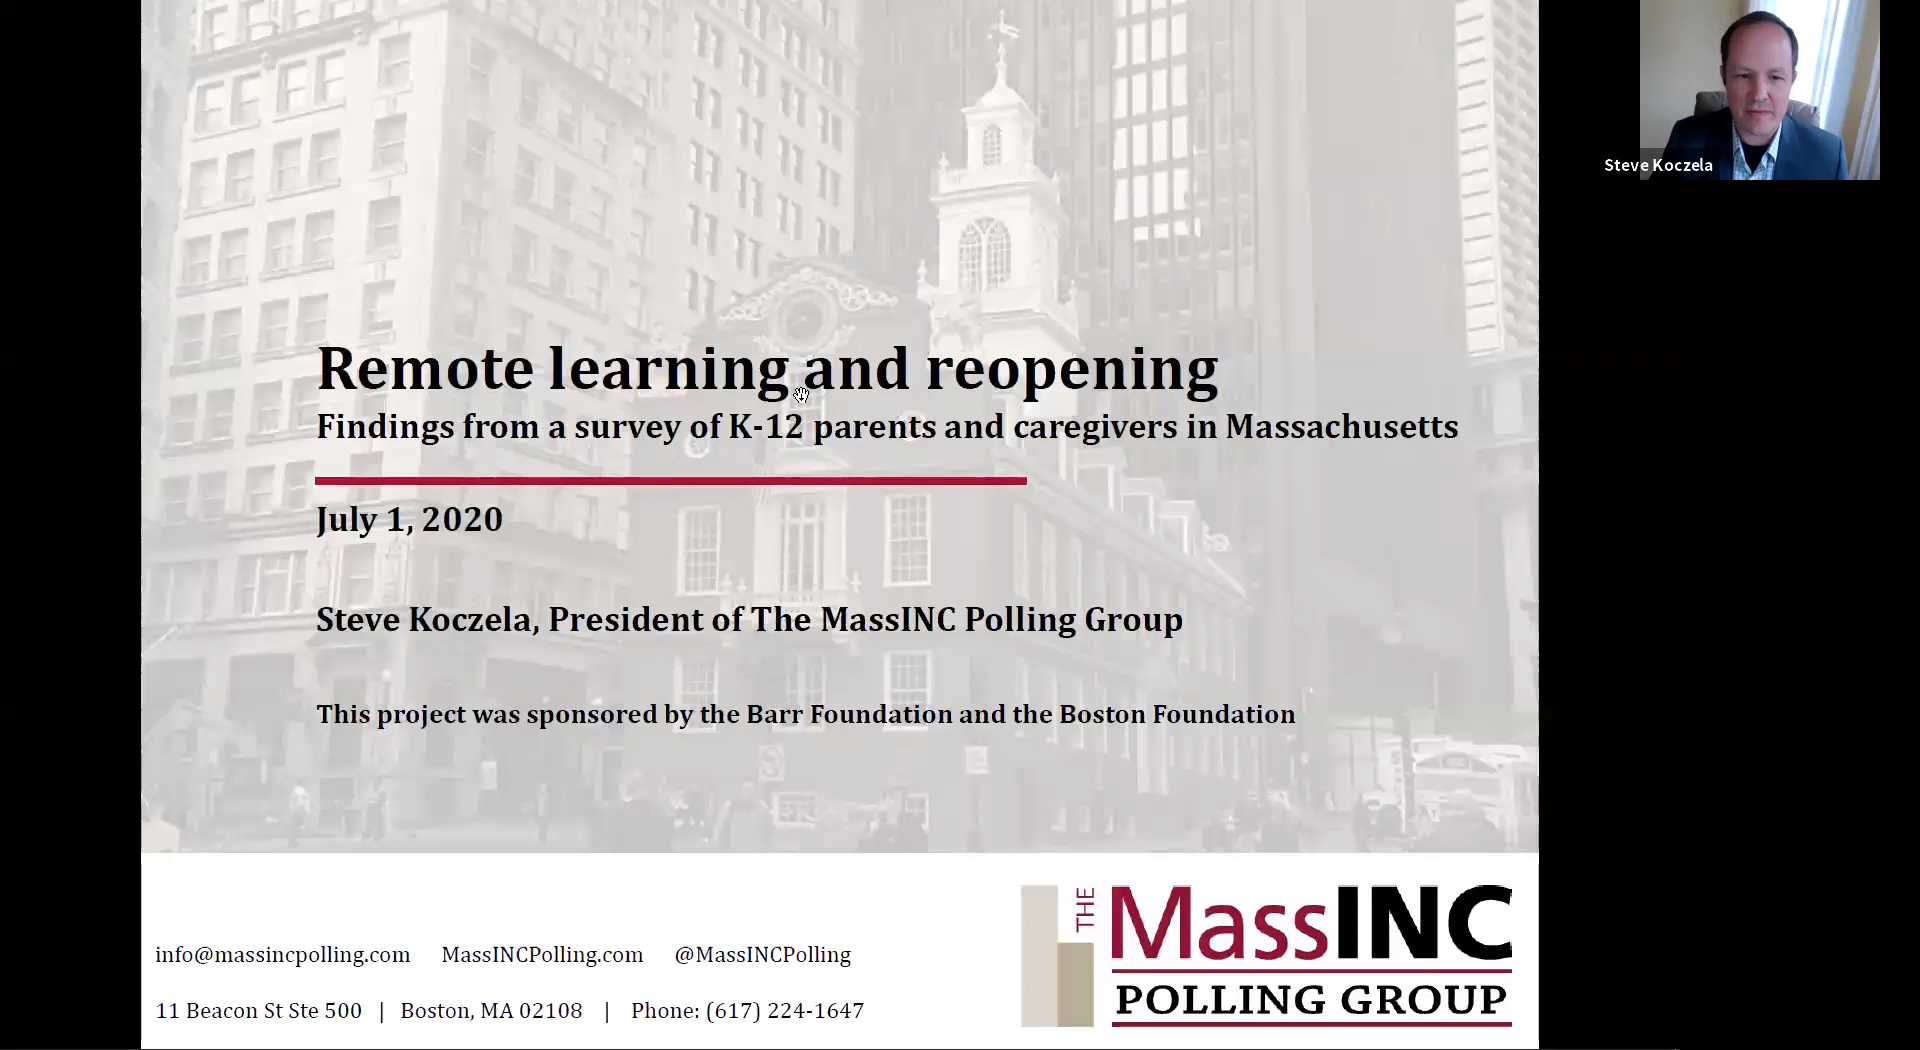 Remote learning and reopening
Findings from a survey of K-12 parents and caregivers in Massachusetts
July 1, 2020
Steve Koczela, President of The MassINC Polling Group
This project was sponsored by the Barr Foundation and the Boston Foundation
info@massincpolling.com MassINCPolling.com @MassINCPolling
11 Beacon St Ste 500 | Boston, MA 02108 | Phone: (617) 224-1647
THE MassINC
POLLING GROUP
Steve Koczela